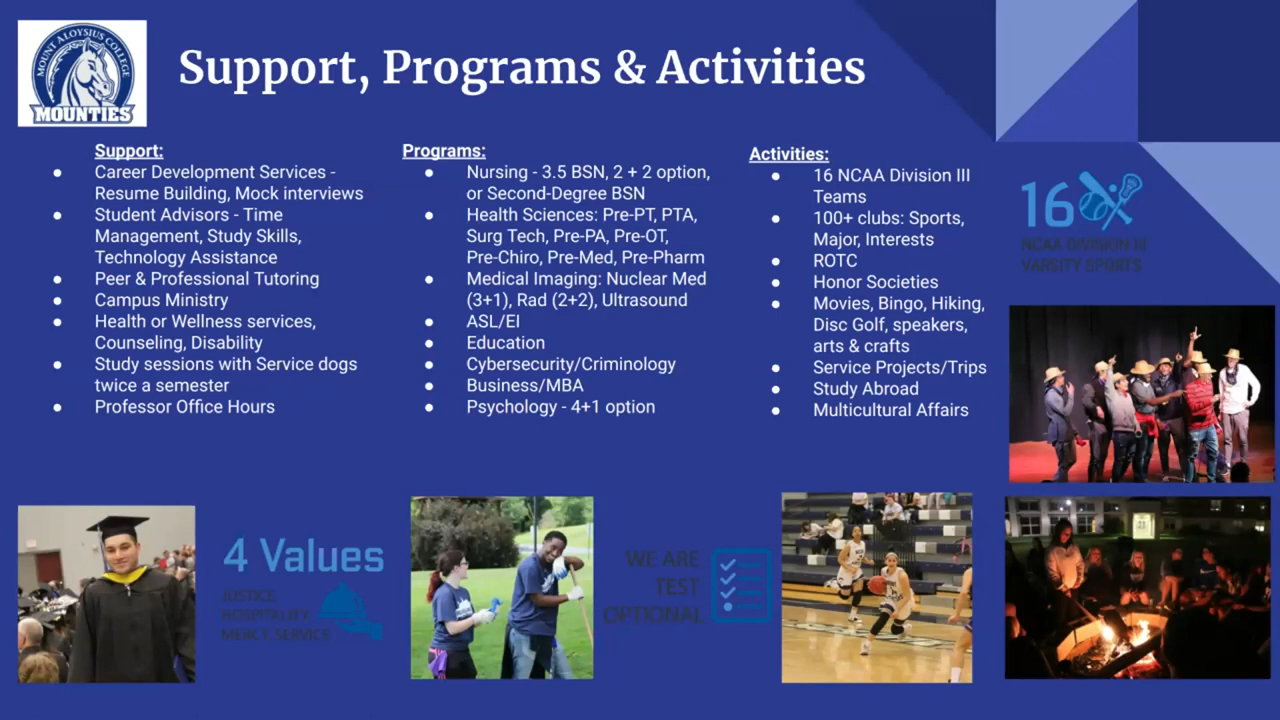 MOUNT ALOYSIUS COLLEGE
MOUNTIES
Support, Programs & Activities
Support:
● Career Development Services -
Resume Building, Mock interviews
● Student Advisors - Time
Management, Study Skills,
Technology Assistance
● Peer & Professional Tutoring
● Campus Ministry
● Health or Wellness services,
Counseling, Disability
● Study sessions with Service dogs
twice a semester
● Professor Office Hours
Programs:
● Nursing - 3.5 BSN, 2 + 2 option,
or Second-Degree BSN
● Health Sciences: Pre-PT, PTA,
Surg Tech, Pre-PA, Pre-OT,
Pre-Chiro, Pre-Med, Pre-Pharm
● Medical Imaging: Nuclear Med
(3+1), Rad (2+2), Ultrasound
● ASL/EI
● Education
● Cybersecurity/Criminology
● Business/MBA
● Psychology - 4+1 option
Activities:
● 16 NCAA Division III
Teams
● 100+ clubs: Sports,
Major, Interests
● ROTC
● Honor Societies
● Movies, Bingo, Hiking,
Disc Golf, speakers,
arts & crafts
● Service Projects/Trips
● Study Abroad
● Multicultural Affairs
16
NCAA DIVISION III
VARSITY SPORTS
4 Values
JUSTICE
HOSPITALITY,
MERCY, SERVICE
WE ARE
TEST
OPTIONAL